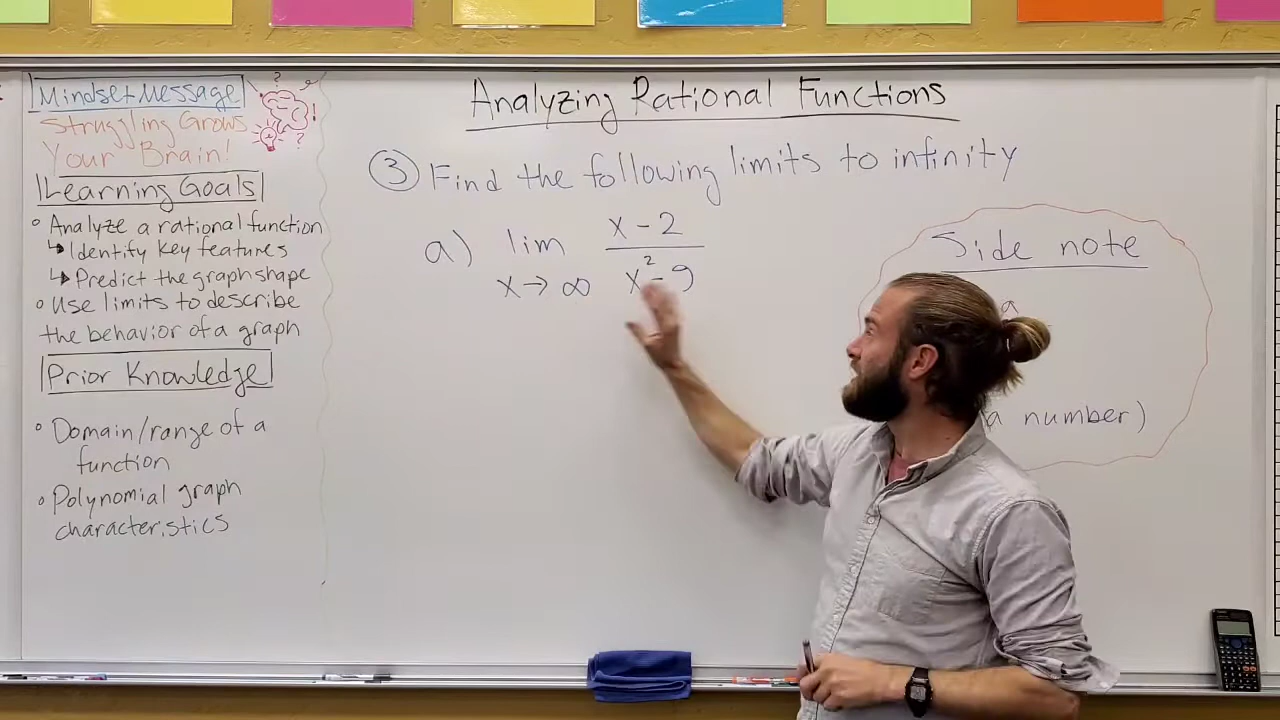 Analyzing Rational Functions
Mindset Message
Struggling Grows
Your Brain!
Learning Goals
Analyze a rational function
↳ Identify key features
↳ Predict the graph shape
Use limits to describe
the behavior of a graph
Prior Knowledge
Domain/range of a
function
Polynomial graph
characteristics
③ Find the following limits to infinity
a) lim x-2
x→∞ x²-9
Side note
a
a number)